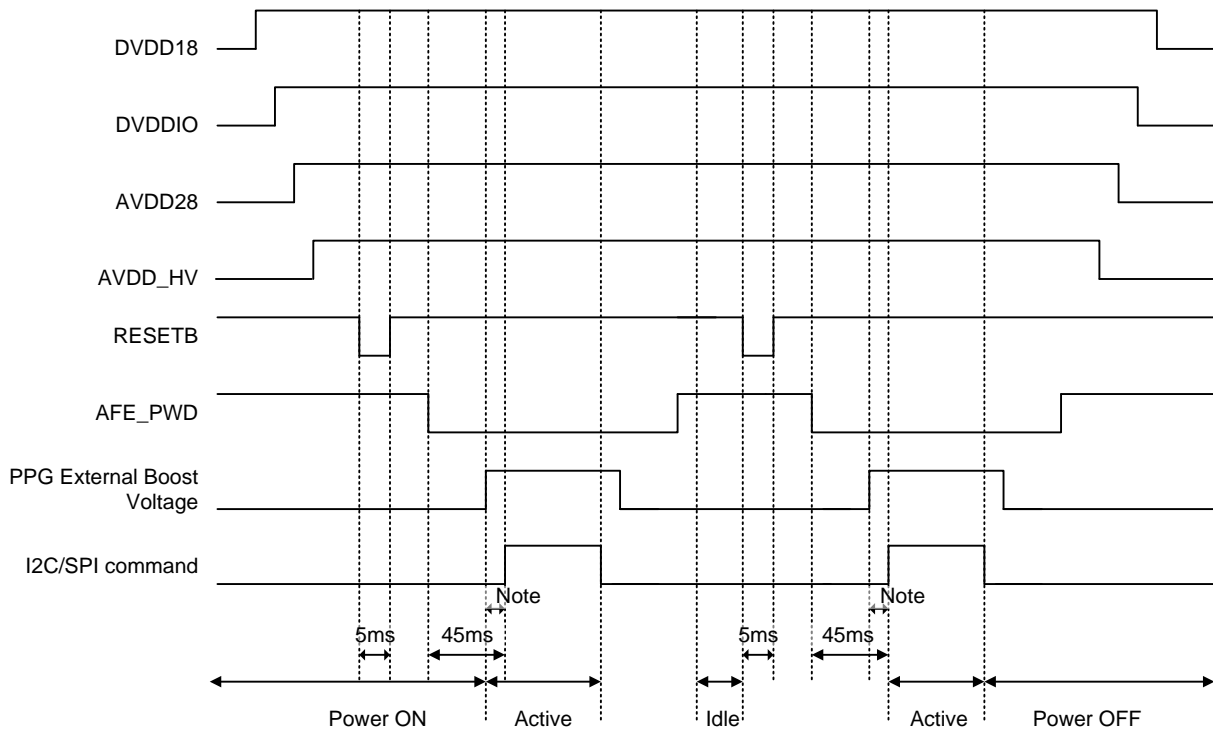 DVDD18
DVDDIO
AVDD28
AVDD_HV
RESETB
AFE_PWD
PPG External Boost
Voltage
I2C/SPI command
Note
Note
5ms
45ms
5ms
45ms
Power ON
Active
Idle
Active
Power OFF